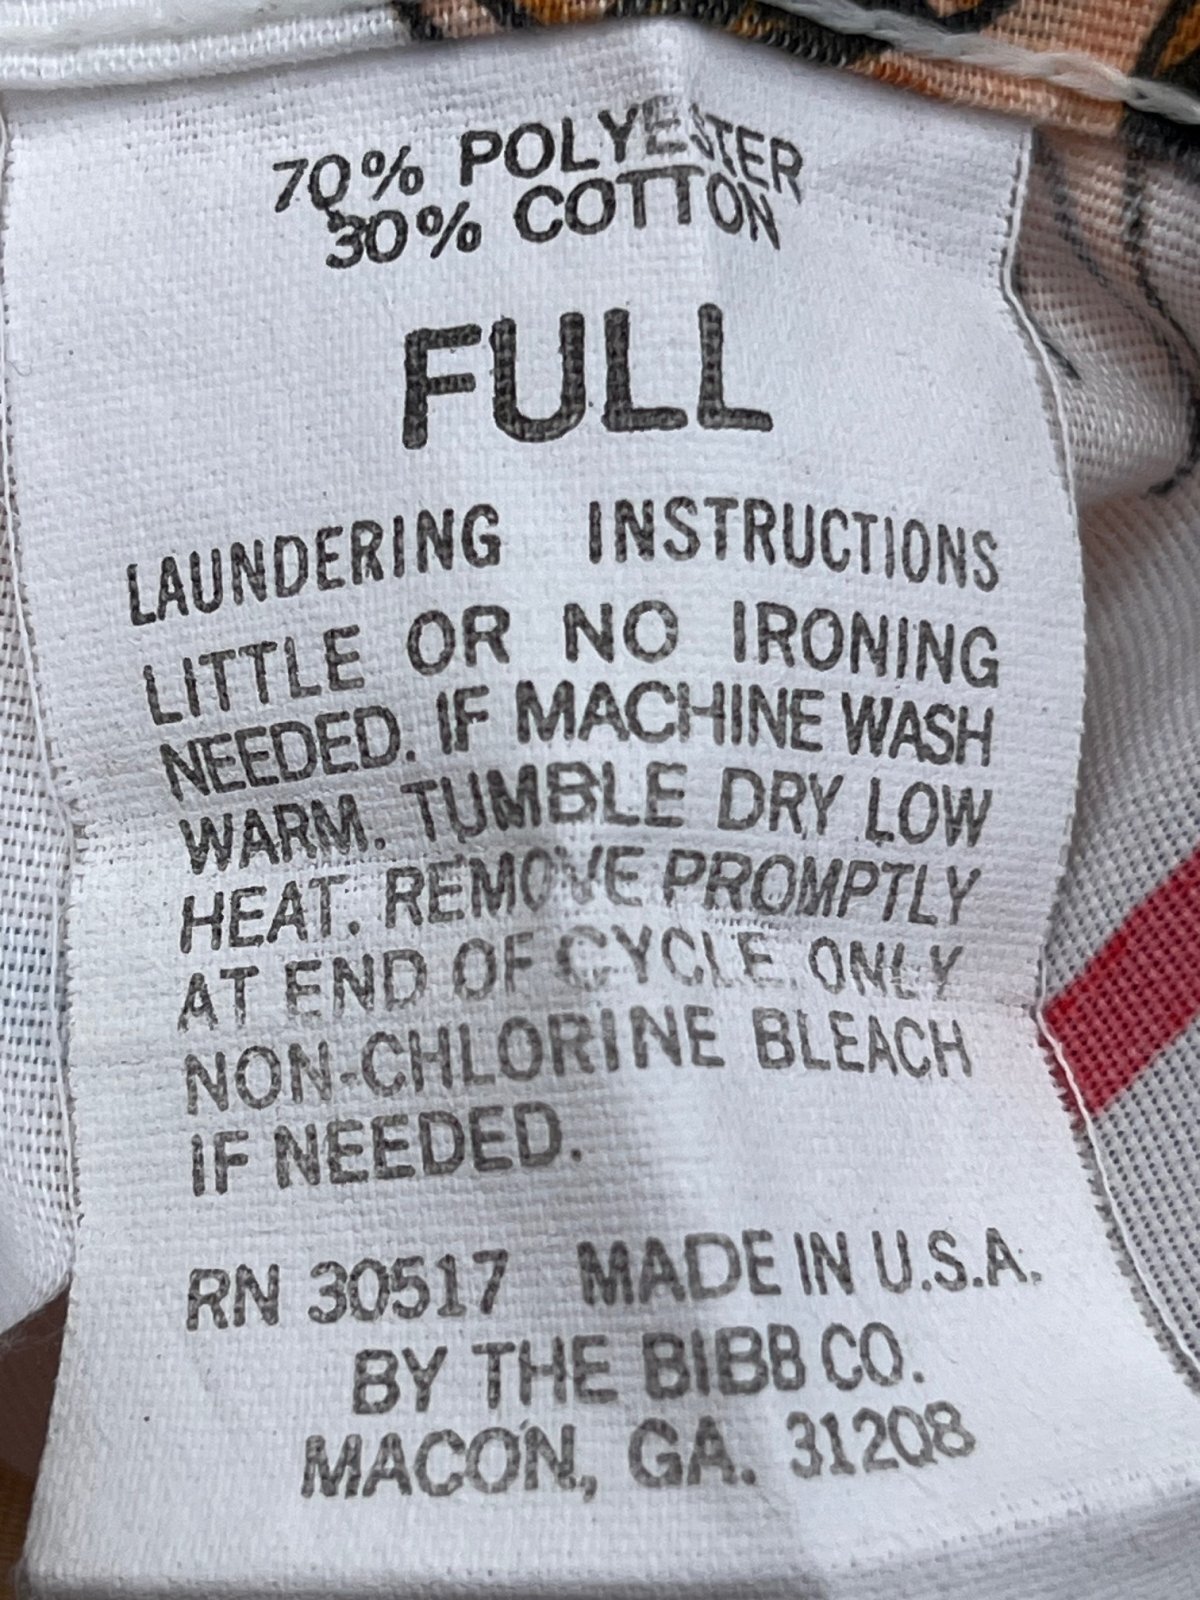 70% POLYESTER
30% COTTON
FULL
LAUNDERING INSTRUCTIONS
LITTLE OR NO IRONING
NEEDED. IF MACHINE WASH
WARM. TUMBLE DRY LOW
HEAT. REMOVE PROMPTLY
AT END OF CYCLE. ONLY
NON-CHLORINE BLEACH
IF NEEDED.
RN 30517 MADE IN U.S.A.
BY THE BIBB CO.
MACON, GA. 31208